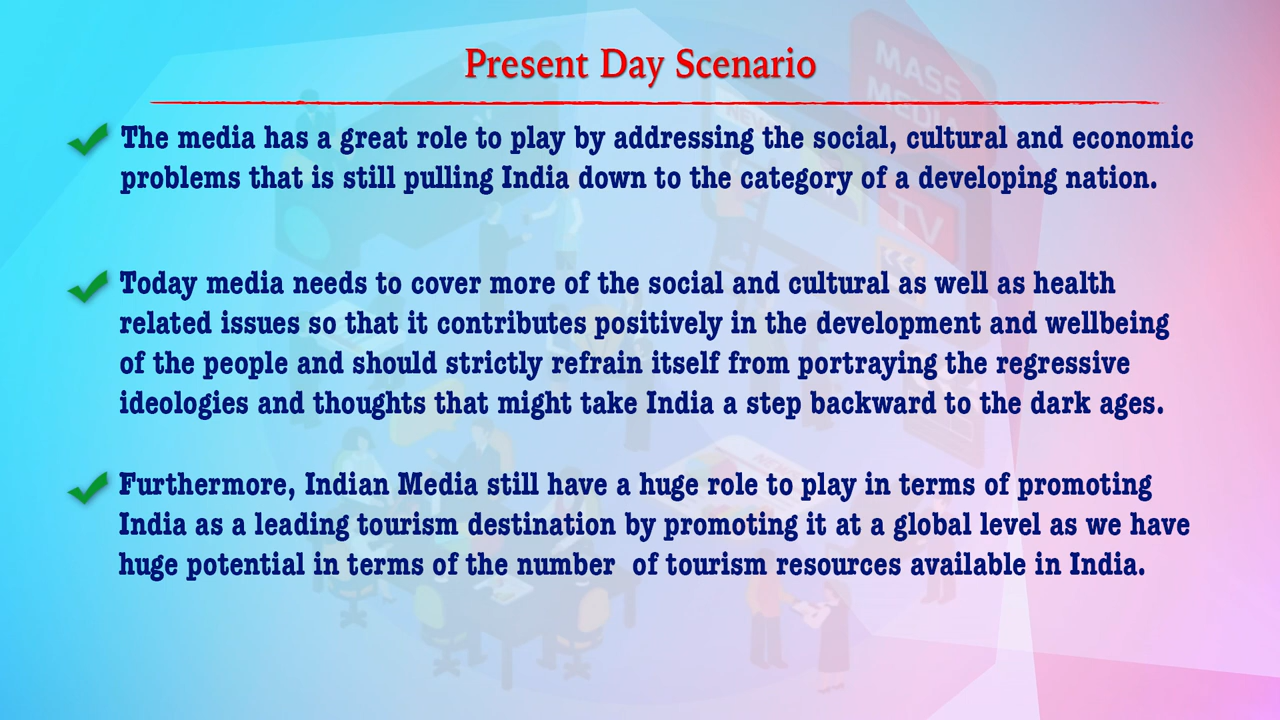 Present Day Scenario
The media has a great role to play by addressing the social, cultural and economic
problems that is still pulling India down to the category of a developing nation.
Today media needs to cover more of the social and cultural as well as health
related issues so that it contributes positively in the development and wellbeing
of the people and should strictly refrain itself from portraying the regressive
ideologies and thoughts that might take India a step backward to the dark ages.
Furthermore, Indian Media still have a huge role to play in terms of promoting
India as a leading tourism destination by promoting it at a global level as we have
huge potential in terms of the number  of tourism resources available in India.
MASS
MEDIA
NEWS
TV